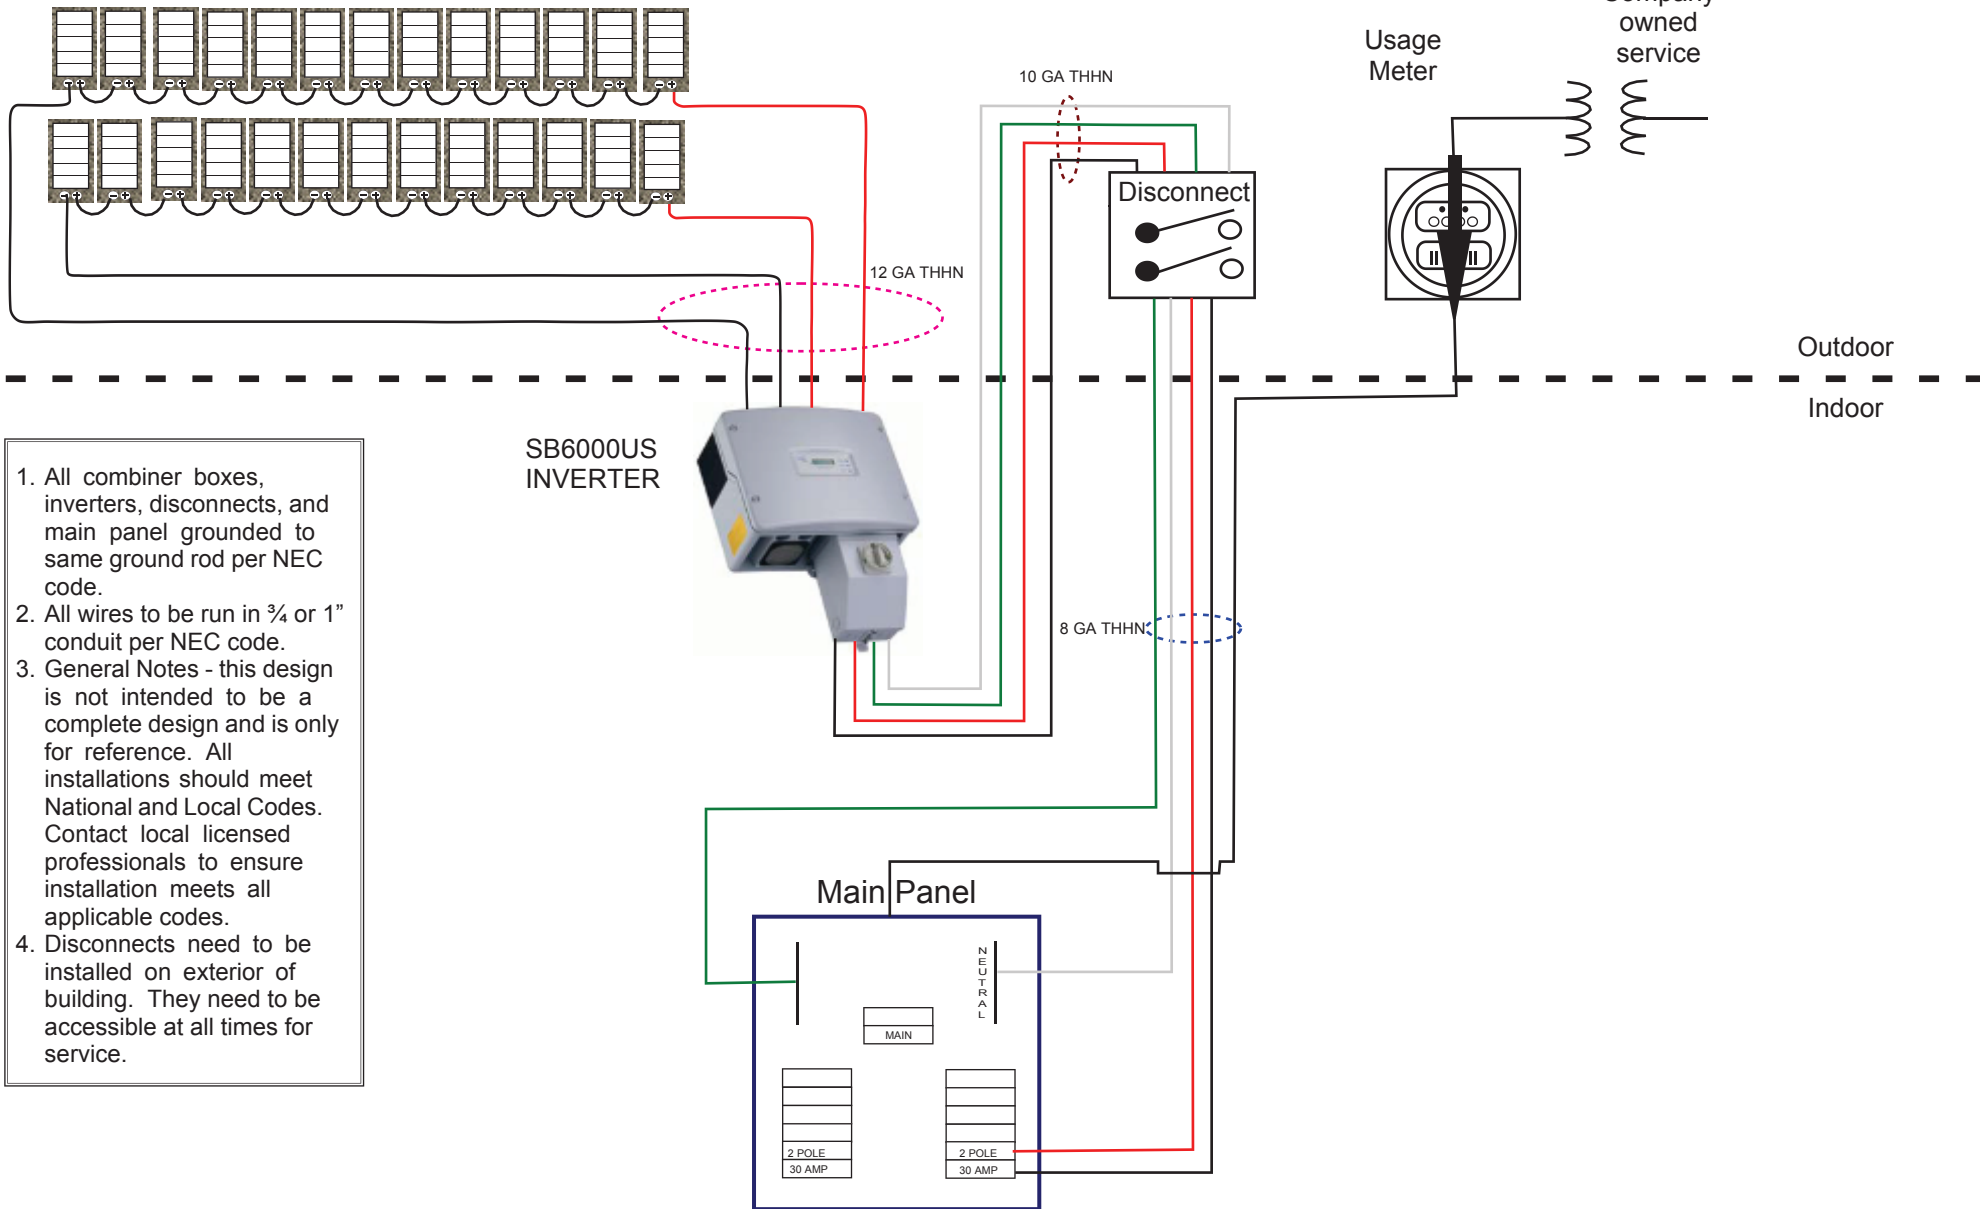 Company
owned
service
Usage
Meter
10 GA THHN
Disconnect
12 GA THHN
Outdoor
Indoor
SB6000US
INVERTER
1. All combiner boxes,
inverters, disconnects, and
main panel grounded to
same ground rod per NEC
code.
2. All wires to be run in ¾ or 1”
conduit per NEC code.
3. General Notes - this design
is not intended to be a
complete design and is only
for reference. All
installations should meet
National and Local Codes.
Contact local licensed
professionals to ensure
installation meets all
applicable codes.
4. Disconnects need to be
installed on exterior of
building. They need to be
accessible at all times for
service.
8 GA THHN
Main Panel
NEUTRAL
MAIN
2 POLE
30 AMP
2 POLE
30 AMP